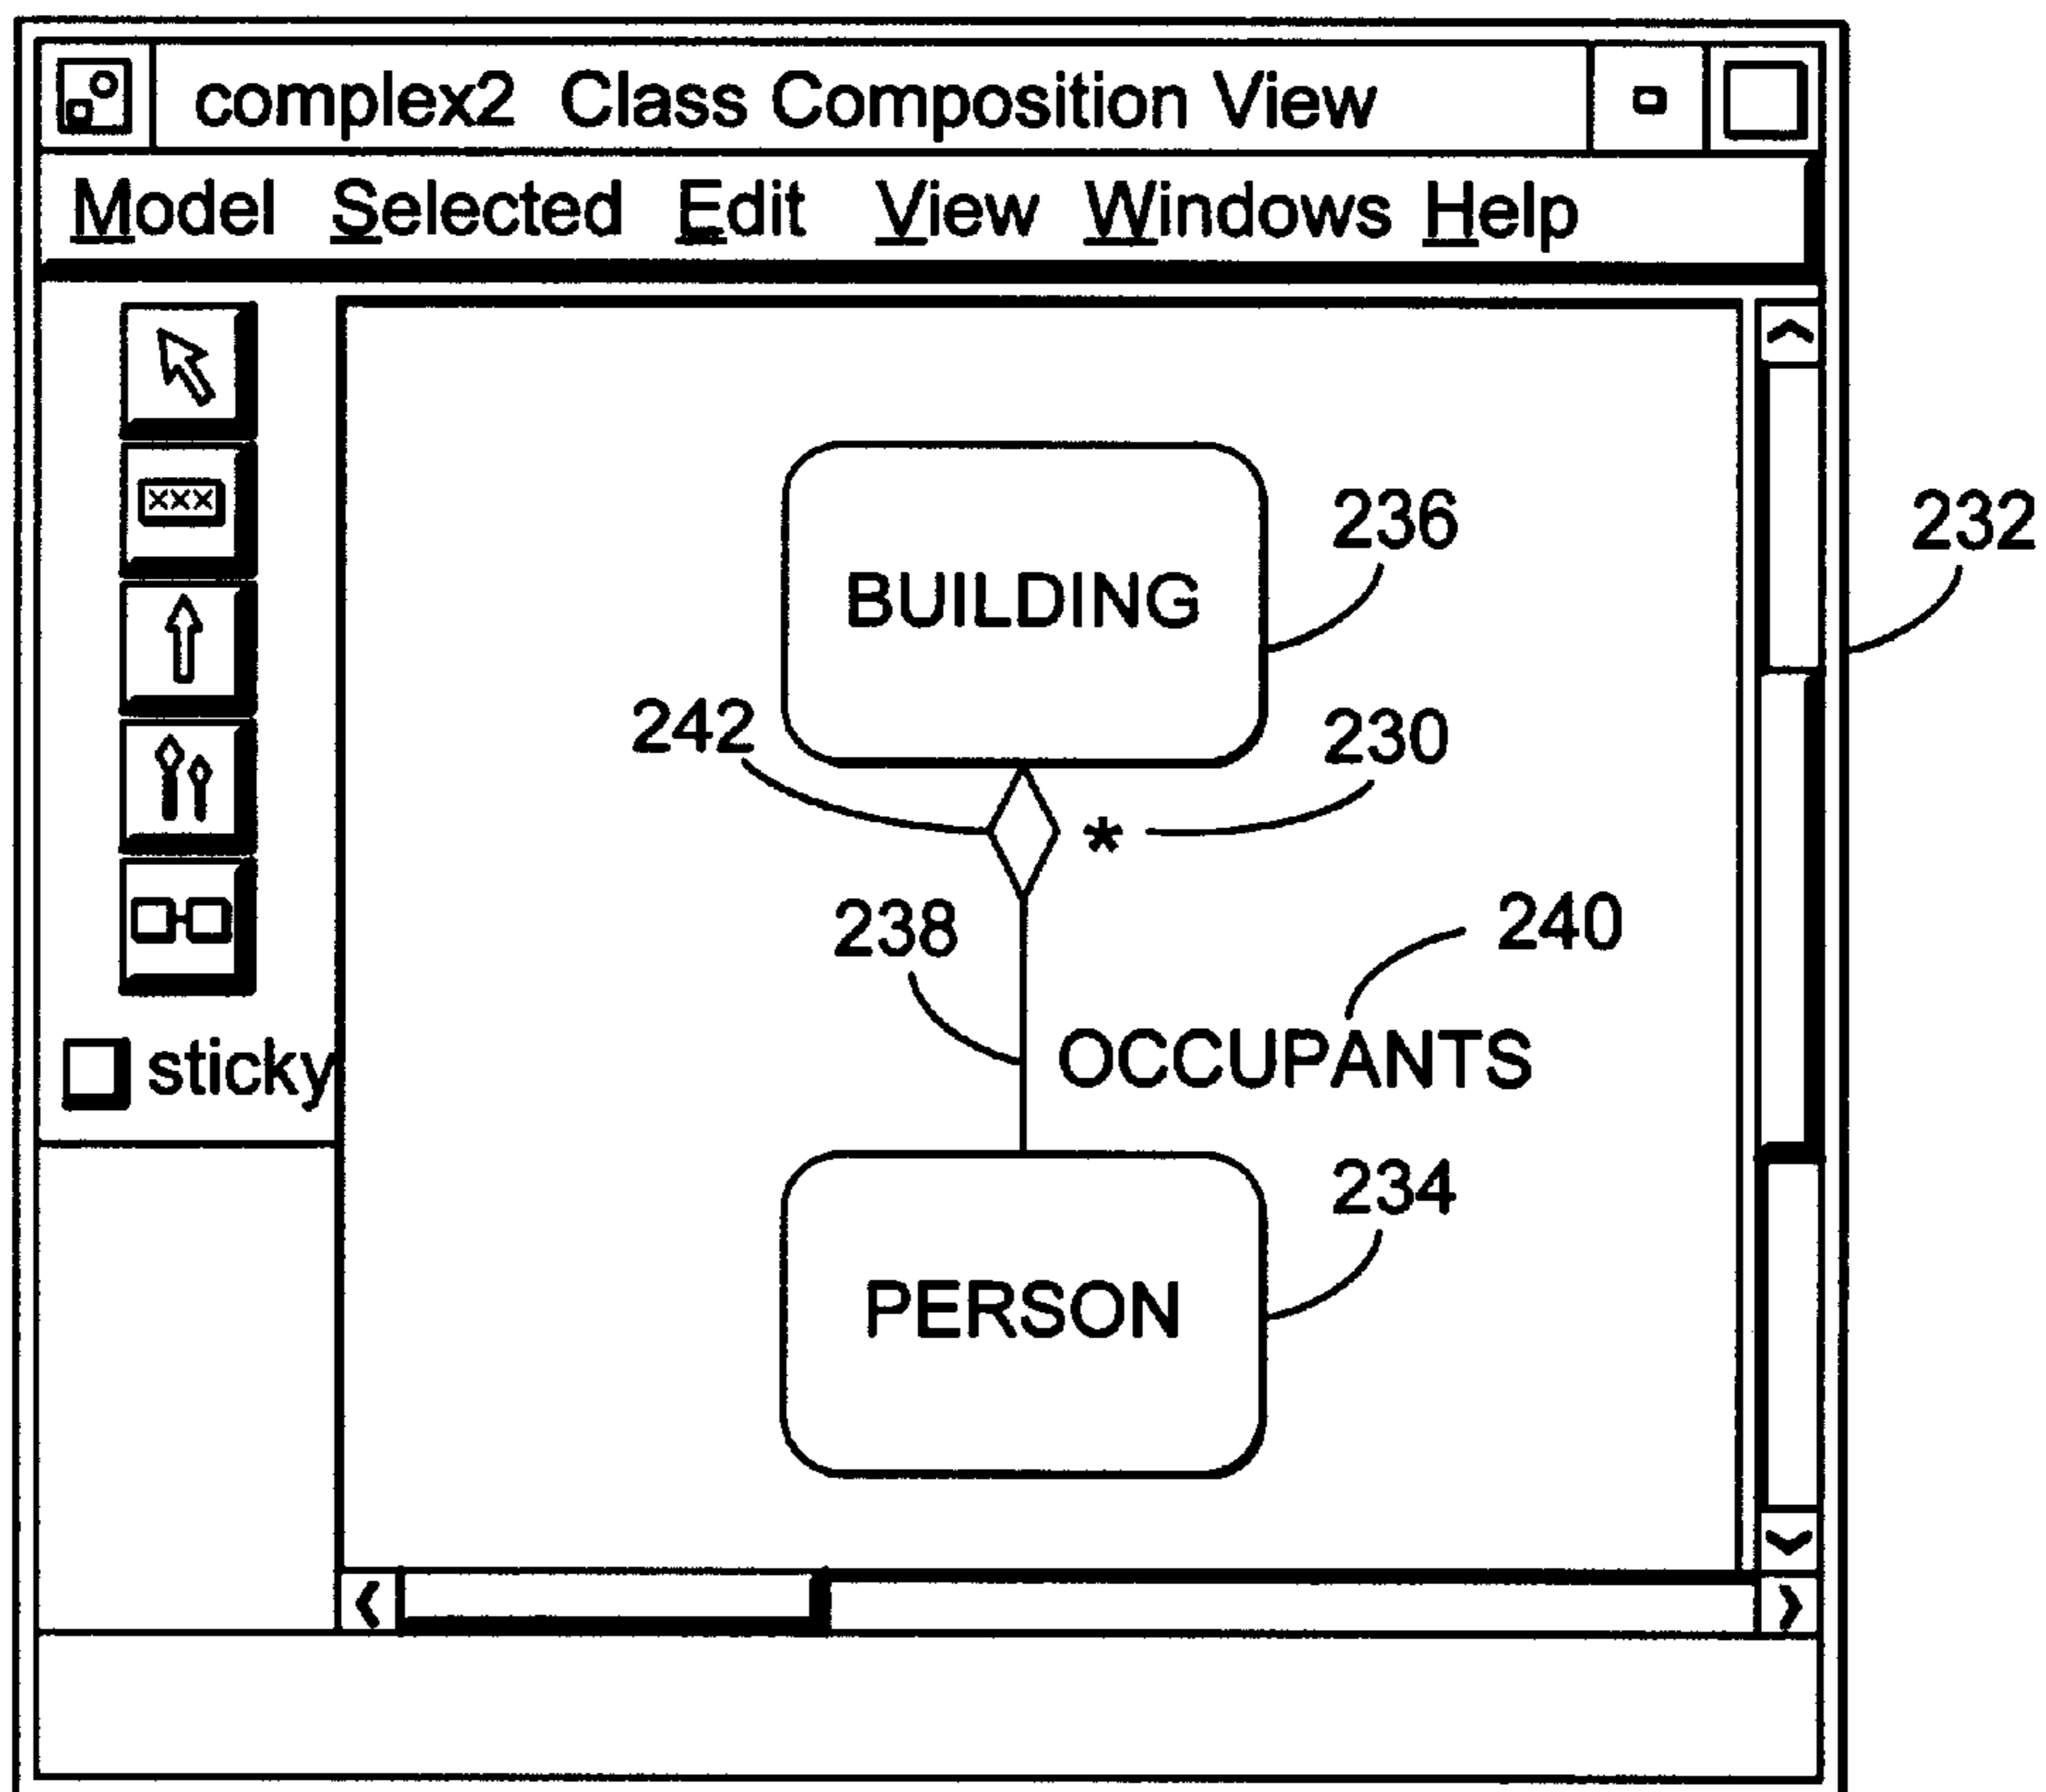 complex2 Class Composition View
Model Selected Edit View Windows Help
xxx
236
232
BUILDING
242
230
*
238
240
OCCUPANTS
sticky
234
PERSON